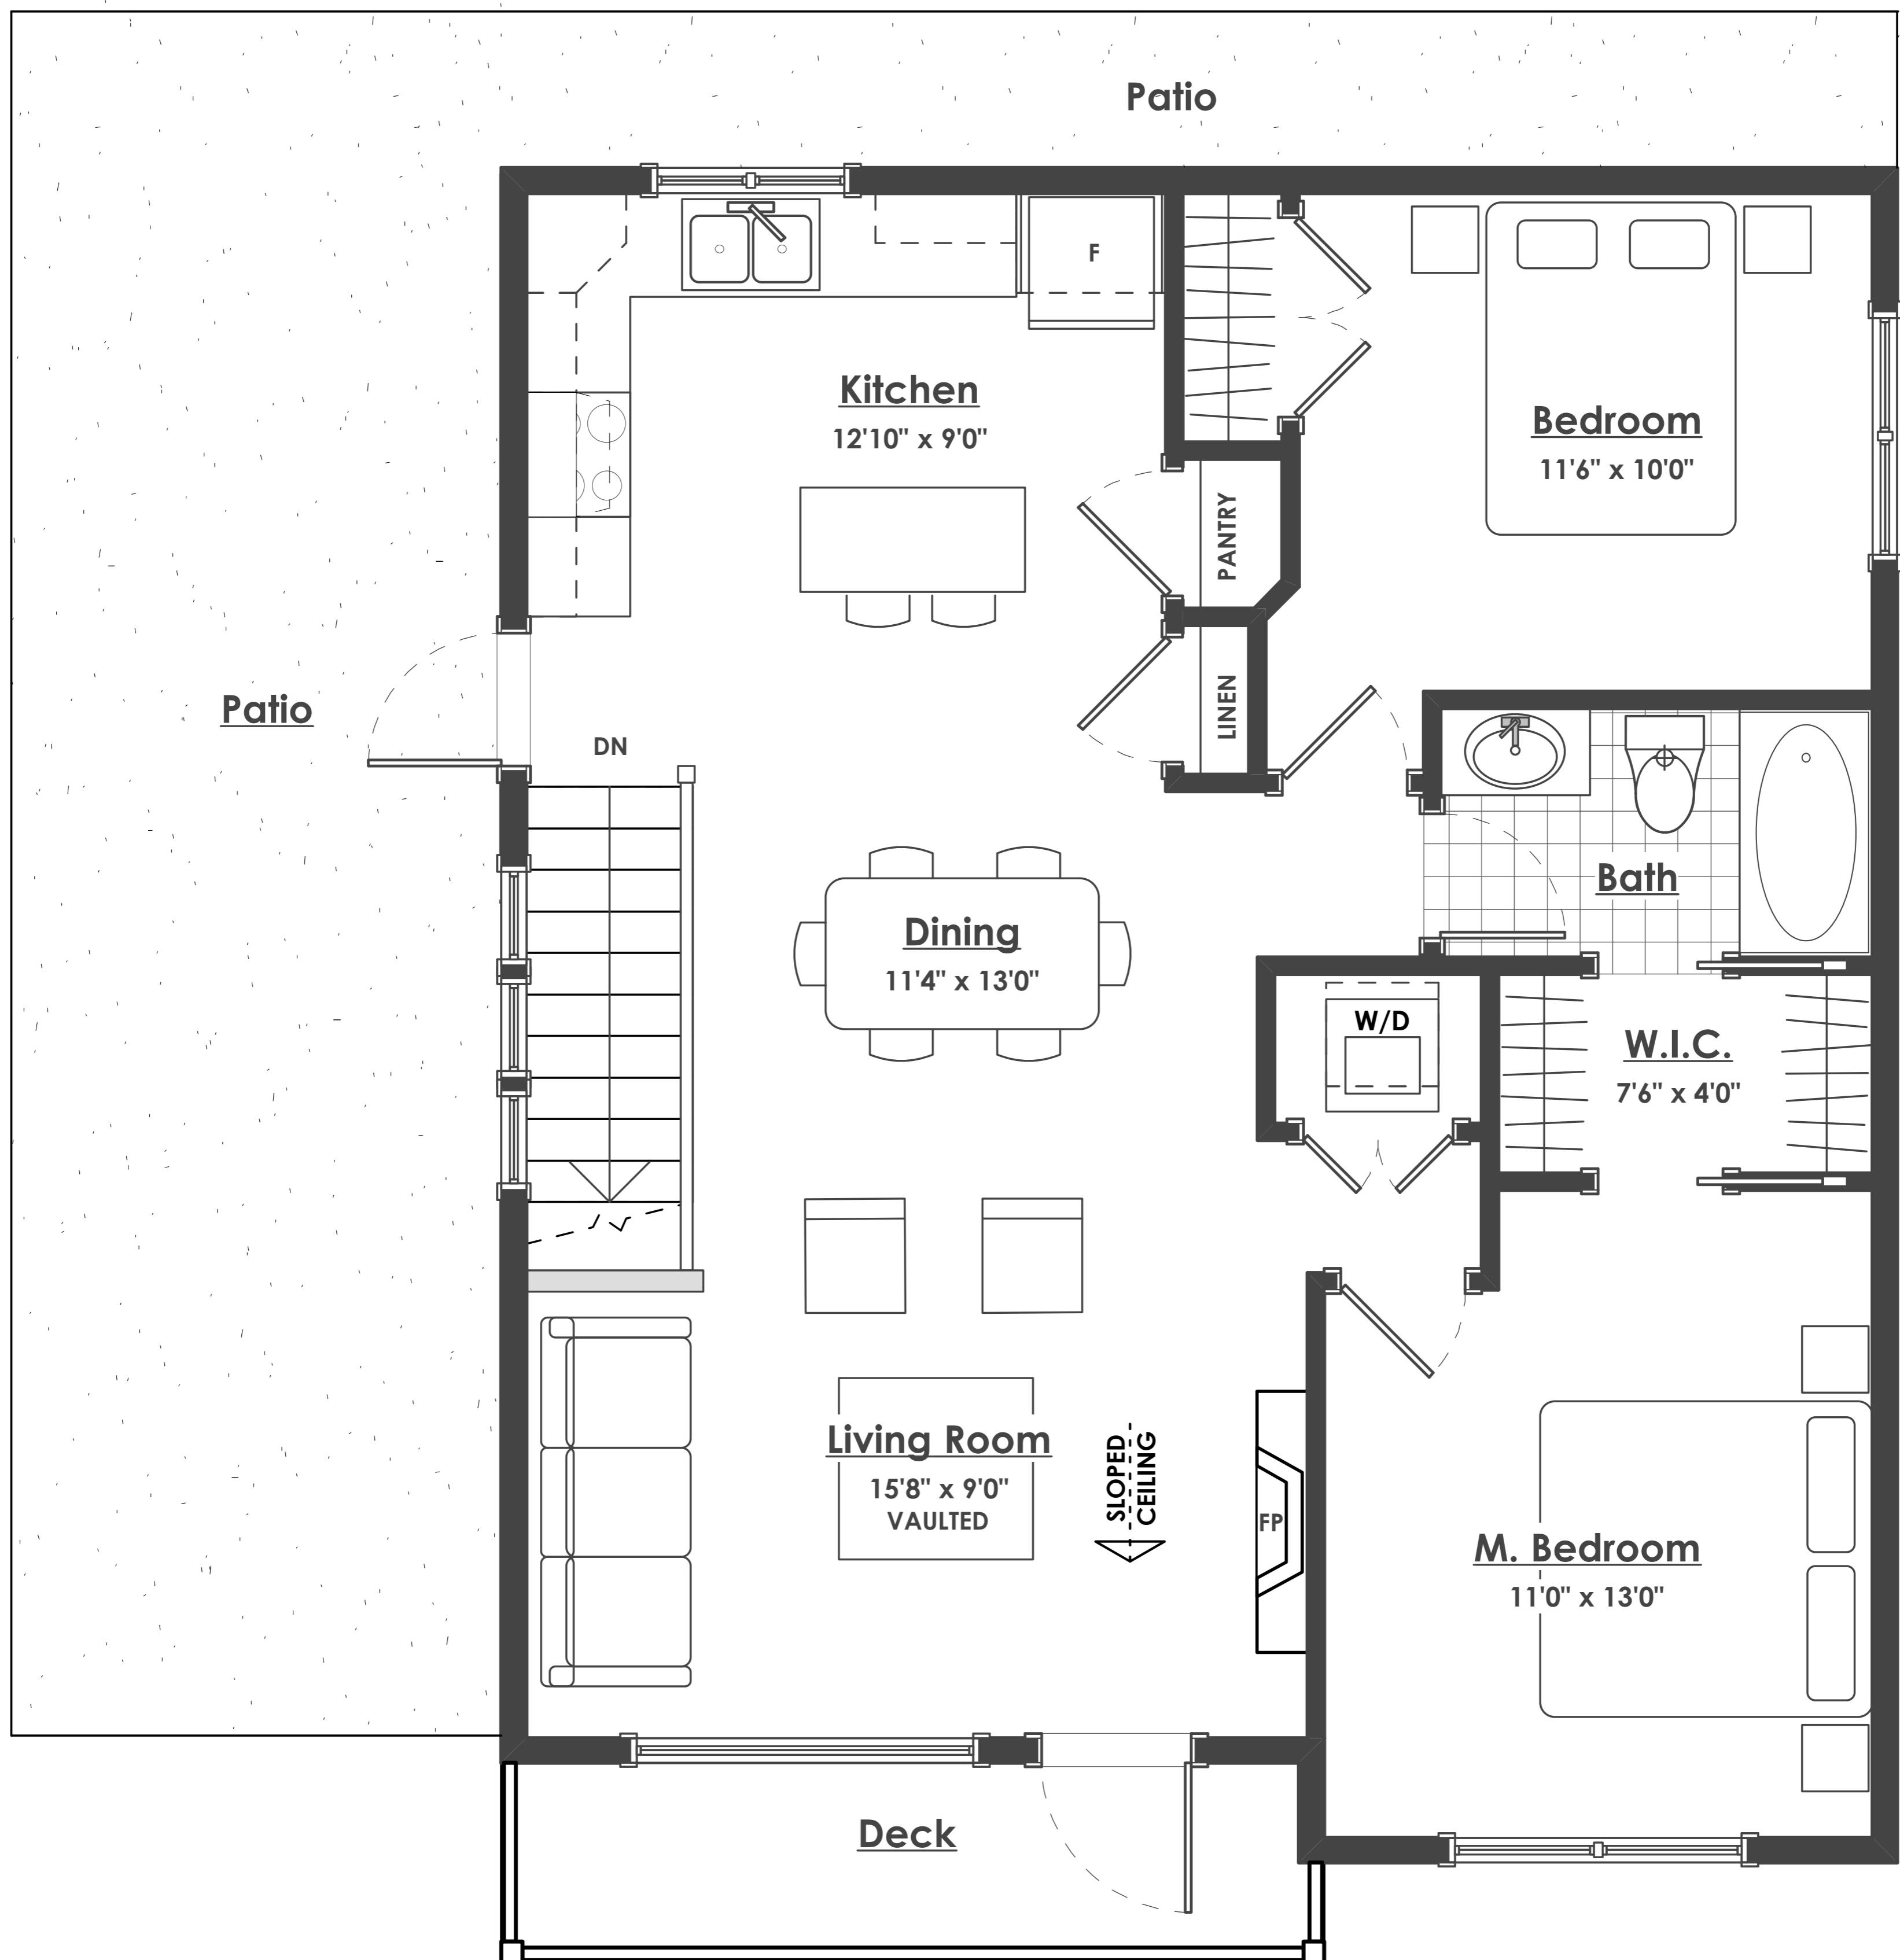 Patio
F
Kitchen
12'10" x 9'0"
Bedroom
11'6" x 10'0"
PANTRY
LINEN
Patio
DN
Bath
Dining
11'4" x 13'0"
W/D
W.I.C.
7'6" x 4'0"
Living Room
15'8" x 9'0"
VAULTED
SLOPED
CEILING
FP
M. Bedroom
11'0" x 13'0"
Deck